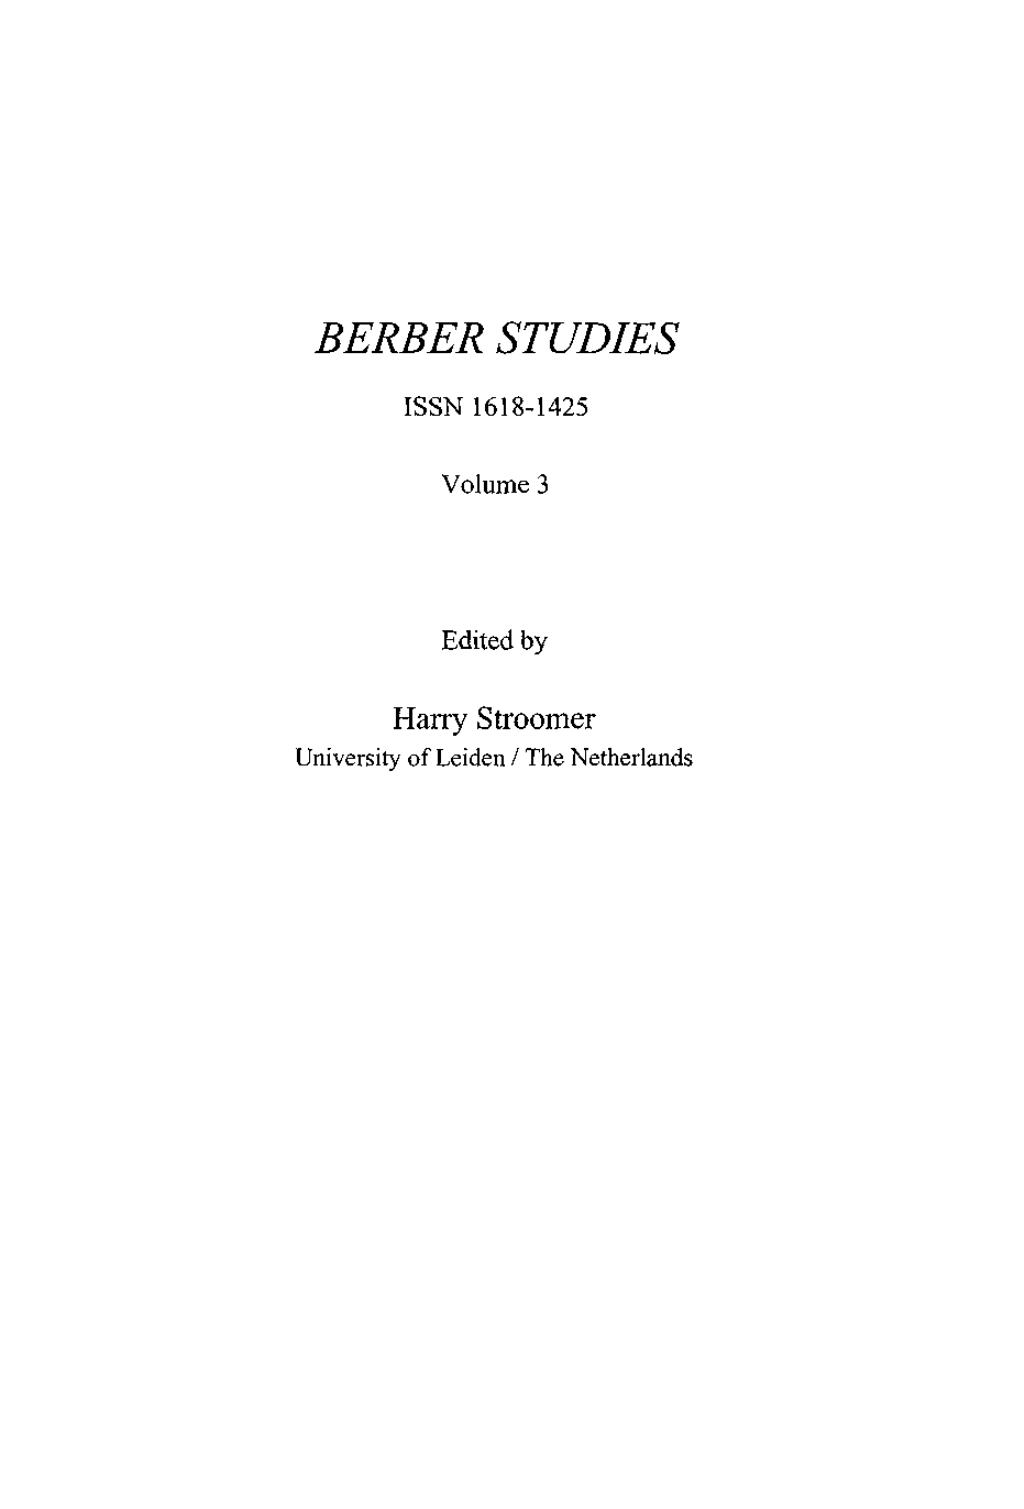 BERBER STUDIES
ISSN 1618-1425
Volume 3
Edited by
Harry Stroomer
University of Leiden / The Netherlands